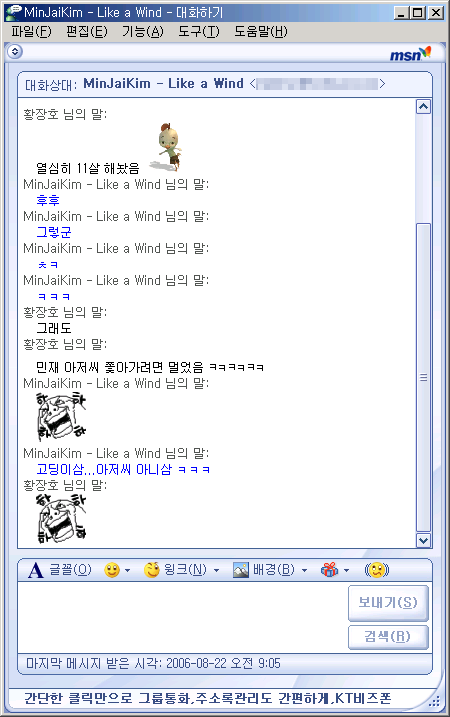 MinJaiKim - Like a Wind - 대화하기
파일(F) 편집(E) 기능(A) 도구(T) 도움말(H)
msn
대화상대: MinJaiKim - Like a Wind <>
황장호 님의 말:
열심히 11살 해놨음
MinJaiKim - Like a Wind 님의 말:
후후
MinJaiKim - Like a Wind 님의 말:
그렇군
MinJaiKim - Like a Wind 님의 말:
ㅊㅋ
MinJaiKim - Like a Wind 님의 말:
ㅋㅋㅋ
황장호 님의 말:
그래도
황장호 님의 말:
민재 아저씨 쫓아가려면 멀었음 ㅋㅋㅋㅋㅋㅋ
MinJaiKim - Like a Wind 님의 말:
MinJaiKim - Like a Wind 님의 말:
고딩이삼...아저씨 아니삼 ㅋㅋㅋ
황장호 님의 말:
A 글꼴(O) 윙크(N) 배경(B)
보내기(S)
검색(R)
마지막 메시지 받은 시각: 2006-08-22 오전 9:05
간단한 클릭만으로 그룹통화,주소록관리도 간편하게,KT비즈폰